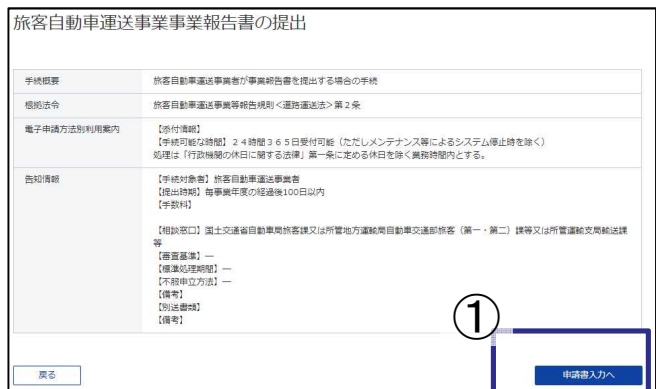 旅客自動車運送事業事業報告書の提出
手続概要 旅客自動車運送事業者が事業報告書を提出する場合の手続
根拠法令 旅客自動車運送事業等報告規則＜道路運送法＞第２条
電子申請方法別利用案内 【添付情報】
【手続可能な時間】２４時間３６５日受付可能（ただしメンテナンス等によるシステム停止時を除く）
処理は「行政機関の休日に関する法律」第一条に定める休日を除く業務時間内とする。
告知情報 【手続対象者】旅客自動車運送事業者
【提出時期】毎事業年度の経過後100日以内
【手数料】
【相談窓口】国土交通省自動車局旅客課又は所管地方運輸局自動車交通部旅客（第一・第二）課等又は所管運輸支局輸送課
等
【審査基準】―
【標準処理期間】―
【不服申立方法】―
【備考】
【別送書類】
【備考】
①
戻る 申請書入力へ